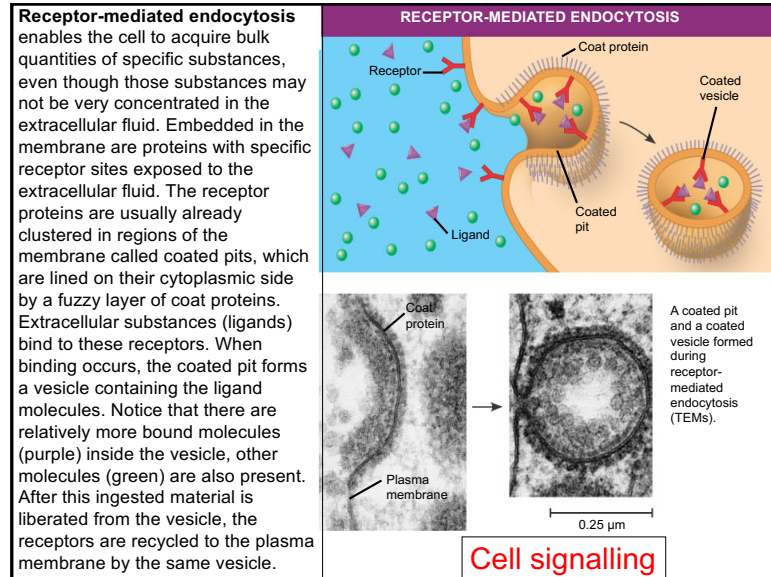 Receptor-mediated endocytosis
enables the cell to acquire bulk
quantities of specific substances,
even though those substances may
not be very concentrated in the
extracellular fluid. Embedded in the
membrane are proteins with specific
receptor sites exposed to the
extracellular fluid. The receptor
proteins are usually already
clustered in regions of the
membrane called coated pits, which
are lined on their cytoplasmic side
by a fuzzy layer of coat proteins.
Extracellular substances (ligands)
bind to these receptors. When
binding occurs, the coated pit forms
a vesicle containing the ligand
molecules. Notice that there are
relatively more bound molecules
(purple) inside the vesicle, other
molecules (green) are also present.
After this ingested material is
liberated from the vesicle, the
receptors are recycled to the plasma
membrane by the same vesicle.
RECEPTOR-MEDIATED ENDOCYTOSIS
Coat protein
Receptor
Coated
vesicle
Ligand
Coated
pit
Coat
protein
Plasma
membrane
A coated pit
and a coated
vesicle formed
during
receptor-
mediated
endocytosis
(TEMs).
0.25 µm
Cell signalling